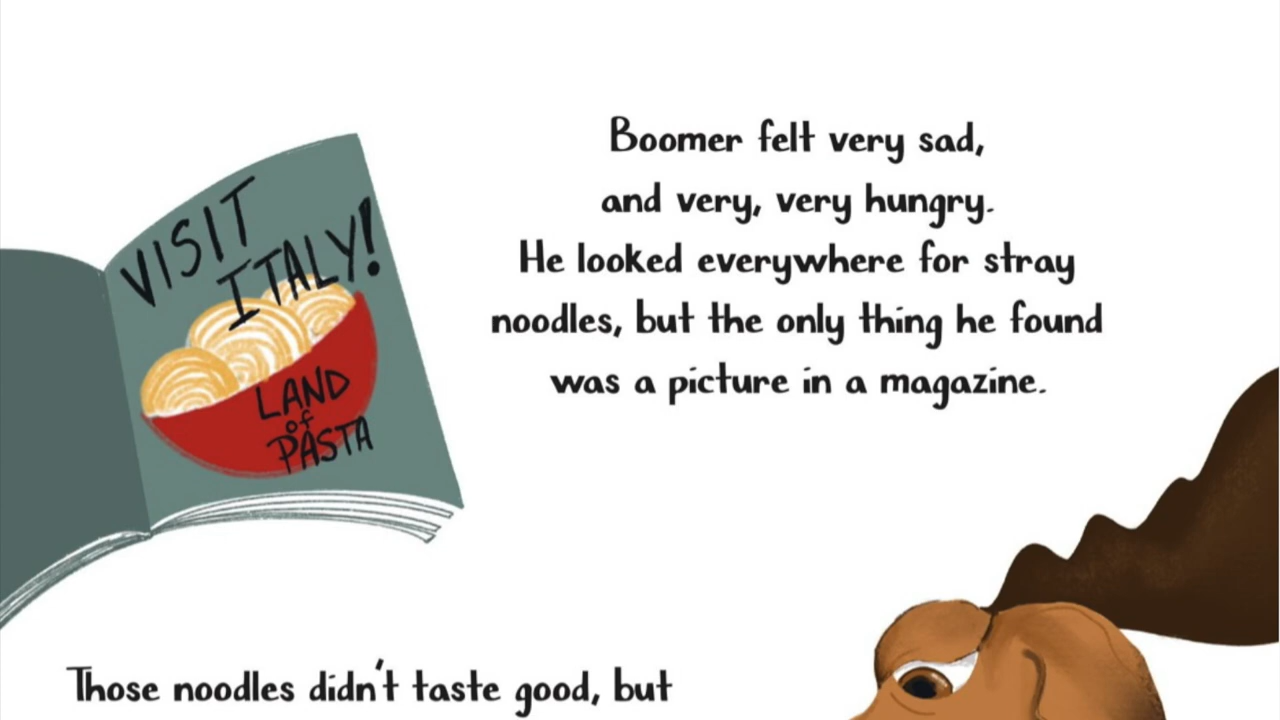 VISIT
ITALY!
LAND
of
PASTA
Boomer felt very sad,
and very, very hungry.
He looked everywhere for stray
noodles, but the only thing he found
was a picture in a magazine.
Those noodles didn't taste good, but